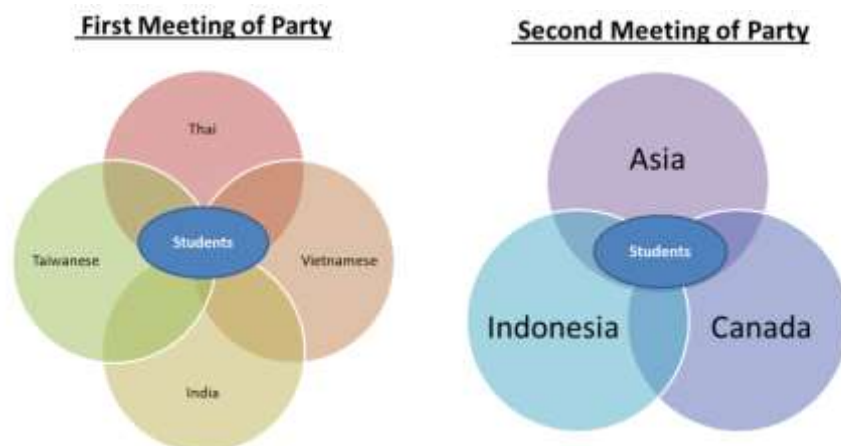 First Meeting of Party
Thai
Taiwanese
Students
Vietnamese
India
Second Meeting of Party
Asia
Students
Indonesia
Canada